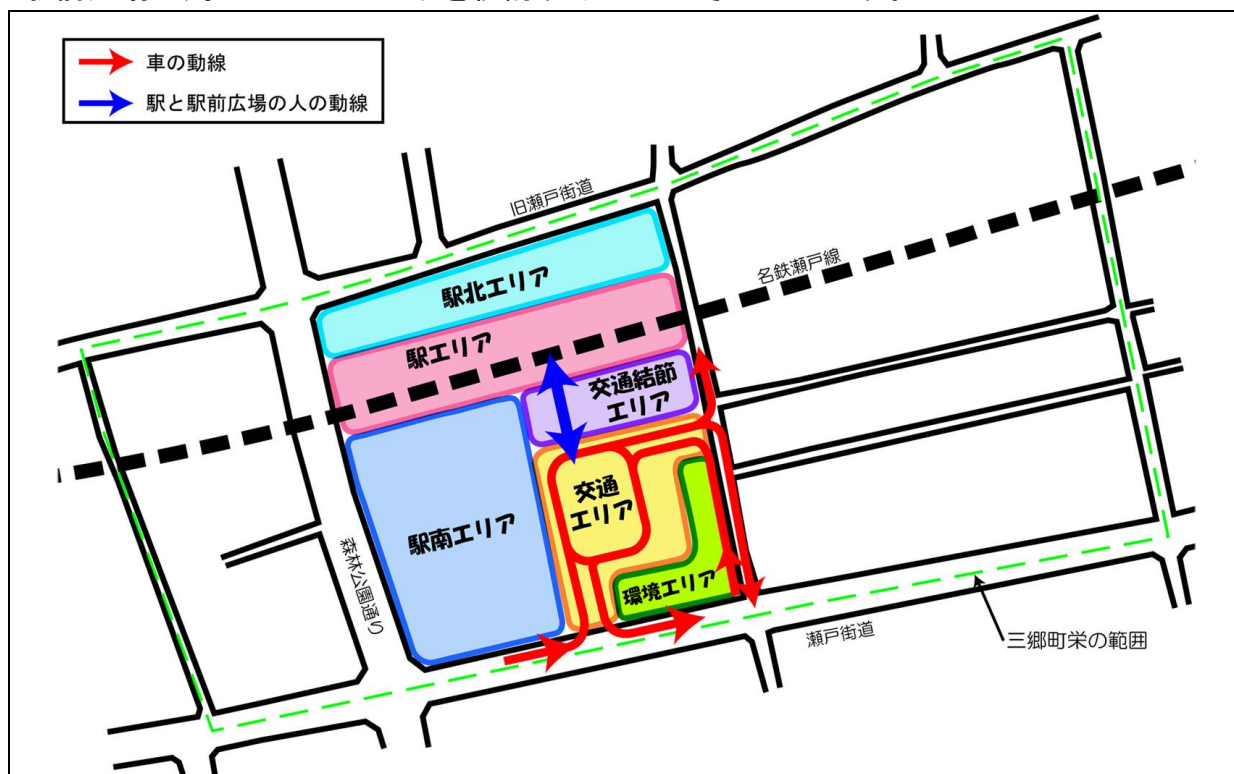 車の動線
駅と駅前広場の人の動線
旧瀬戸街道
名鉄瀬戸線
駅北エリア
駅エリア
交通結節
エリア
交通
エリア
駅南エリア
環境エリア
森林公園通り
瀬戸街道
三郷町栄の範囲